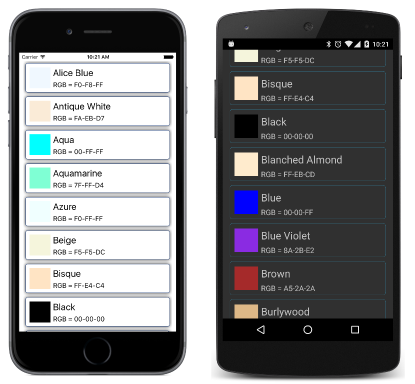 Carrier 10:21 AM
Alice Blue
RGB = F0-F8-FF
Antique White
RGB = FA-EB-D7
Aqua
RGB = 00-FF-FF
Aquamarine
RGB = 7F-FF-D4
Azure
RGB = F0-FF-FF
Beige
RGB = F5-F5-DC
Bisque
RGB = FF-E4-C4
Black
RGB = 00-00-00
10:21
RGB = F5-F5-DC
Bisque
RGB = FF-E4-C4
Black
RGB = 00-00-00
Blanched Almond
RGB = FF-EB-CD
Blue
RGB = 00-00-FF
Blue Violet
RGB = 8A-2B-E2
Brown
RGB = A5-2A-2A
Burlywood